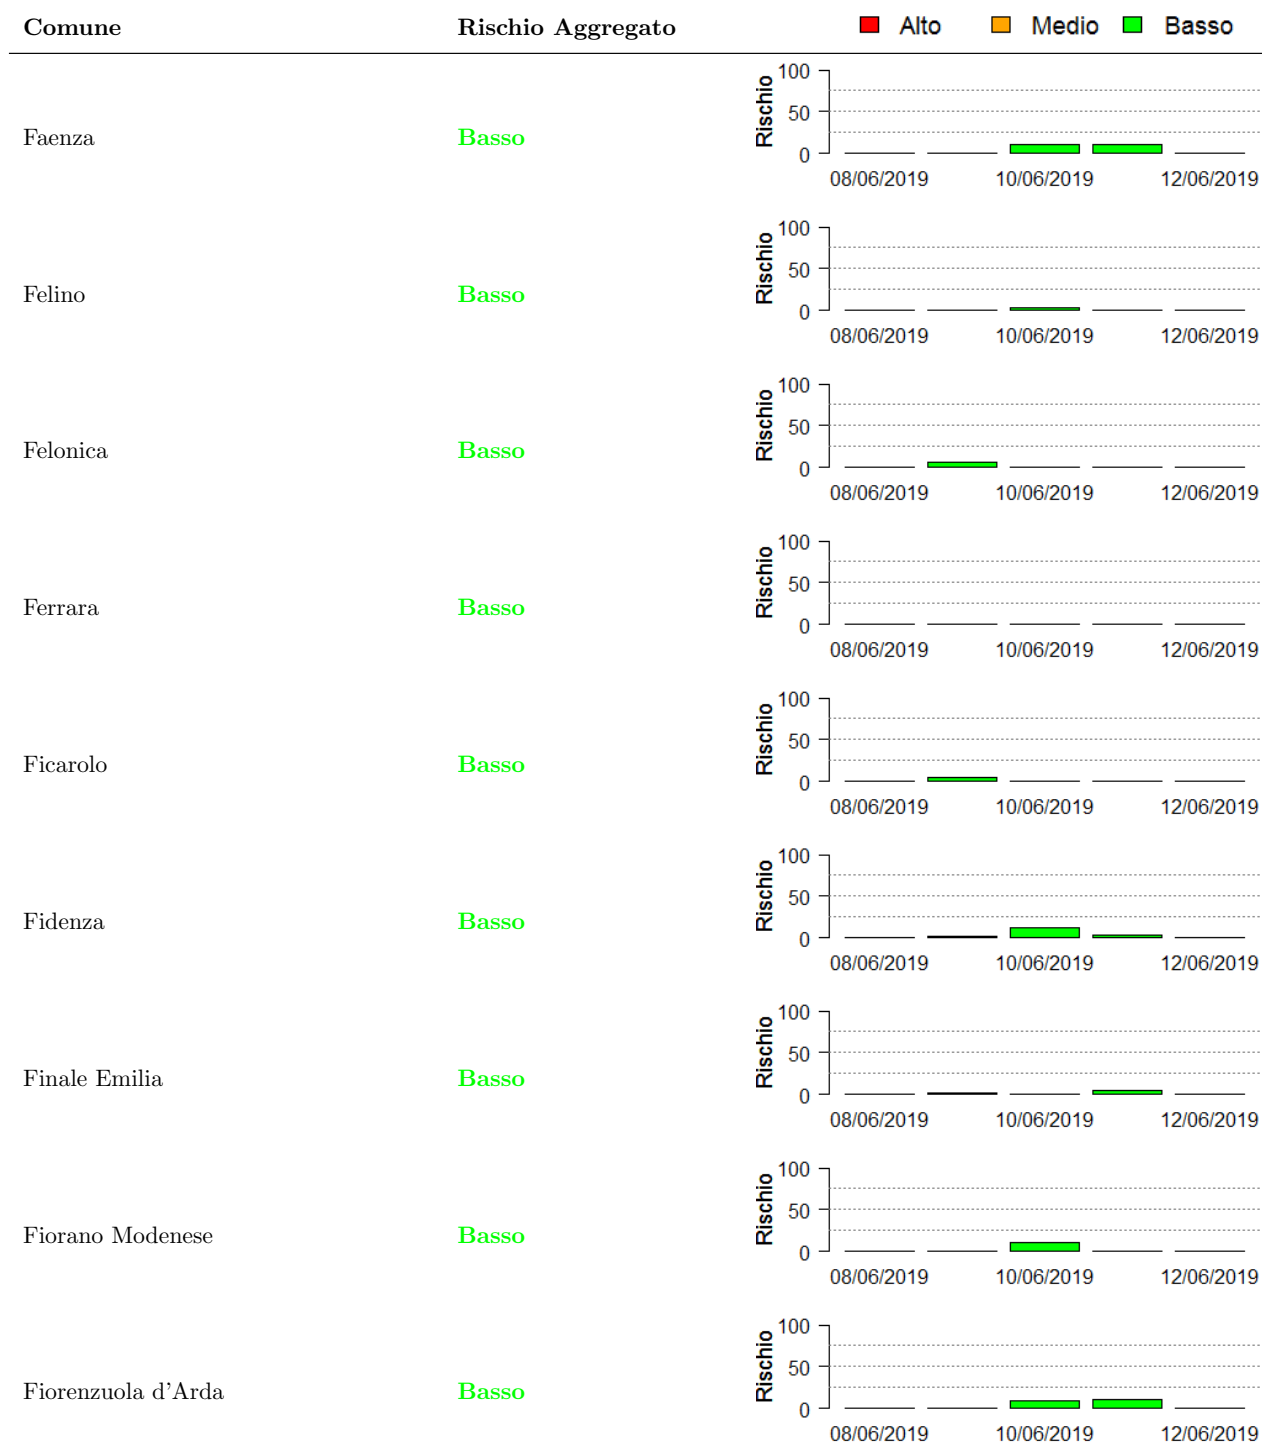 Comune Rischio Aggregato Alto Medio Basso
100
50
0
Rischio
Faenza Basso
08/06/2019 10/06/2019 12/06/2019
100
50
0
Rischio
Felino Basso
08/06/2019 10/06/2019 12/06/2019
100
50
0
Rischio
Felonica Basso
08/06/2019 10/06/2019 12/06/2019
100
50
0
Rischio
Ferrara Basso
08/06/2019 10/06/2019 12/06/2019
100
50
0
Rischio
Ficarolo Basso
08/06/2019 10/06/2019 12/06/2019
100
50
0
Rischio
Fidenza Basso
08/06/2019 10/06/2019 12/06/2019
100
50
0
Rischio
Finale Emilia Basso
08/06/2019 10/06/2019 12/06/2019
100
50
0
Rischio
Fiorano Modenese Basso
08/06/2019 10/06/2019 12/06/2019
100
50
0
Rischio
Fiorenzuola d'Arda Basso
08/06/2019 10/06/2019 12/06/2019